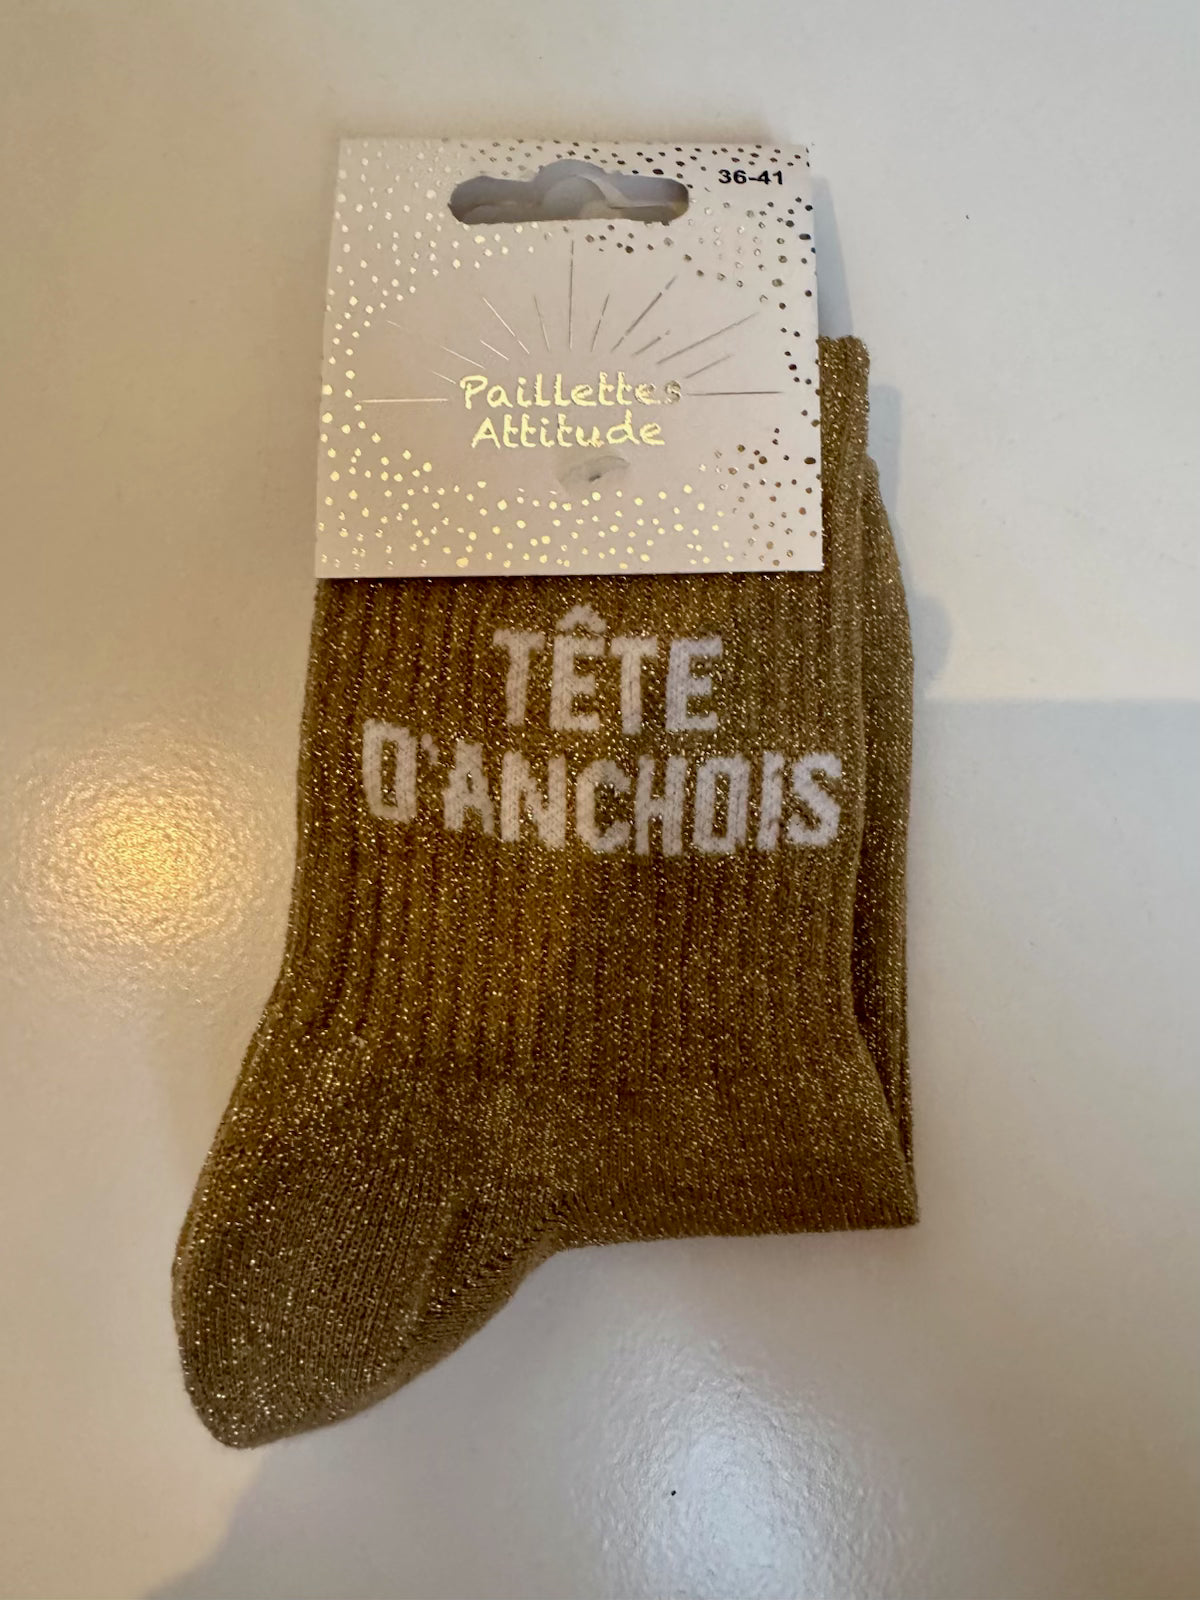 36-41
Paillettes
Attitude
TÊTE
D'ANCHOIS